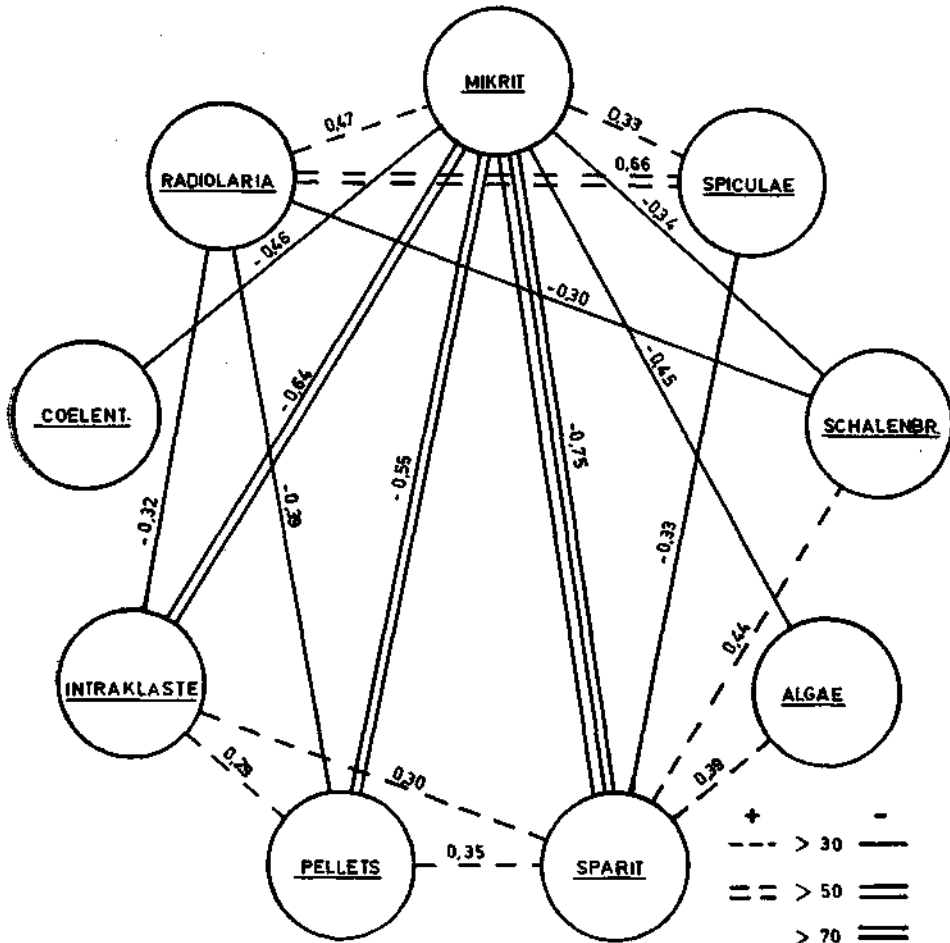 MIKRIT
0,47
0,33
RADIOLARIA
0,66
SPICULAE
-0,34
-0,46
-0,30
-0,64
-0,45
COELENT.
SCHALENBR.
-0,55
-0,75
-0,32
-0,33
0,44
INTRAKLASTE
ALGAE
0,30
0,35
PELLETS
SPARIT
+ -
> 30
> 50
> 70